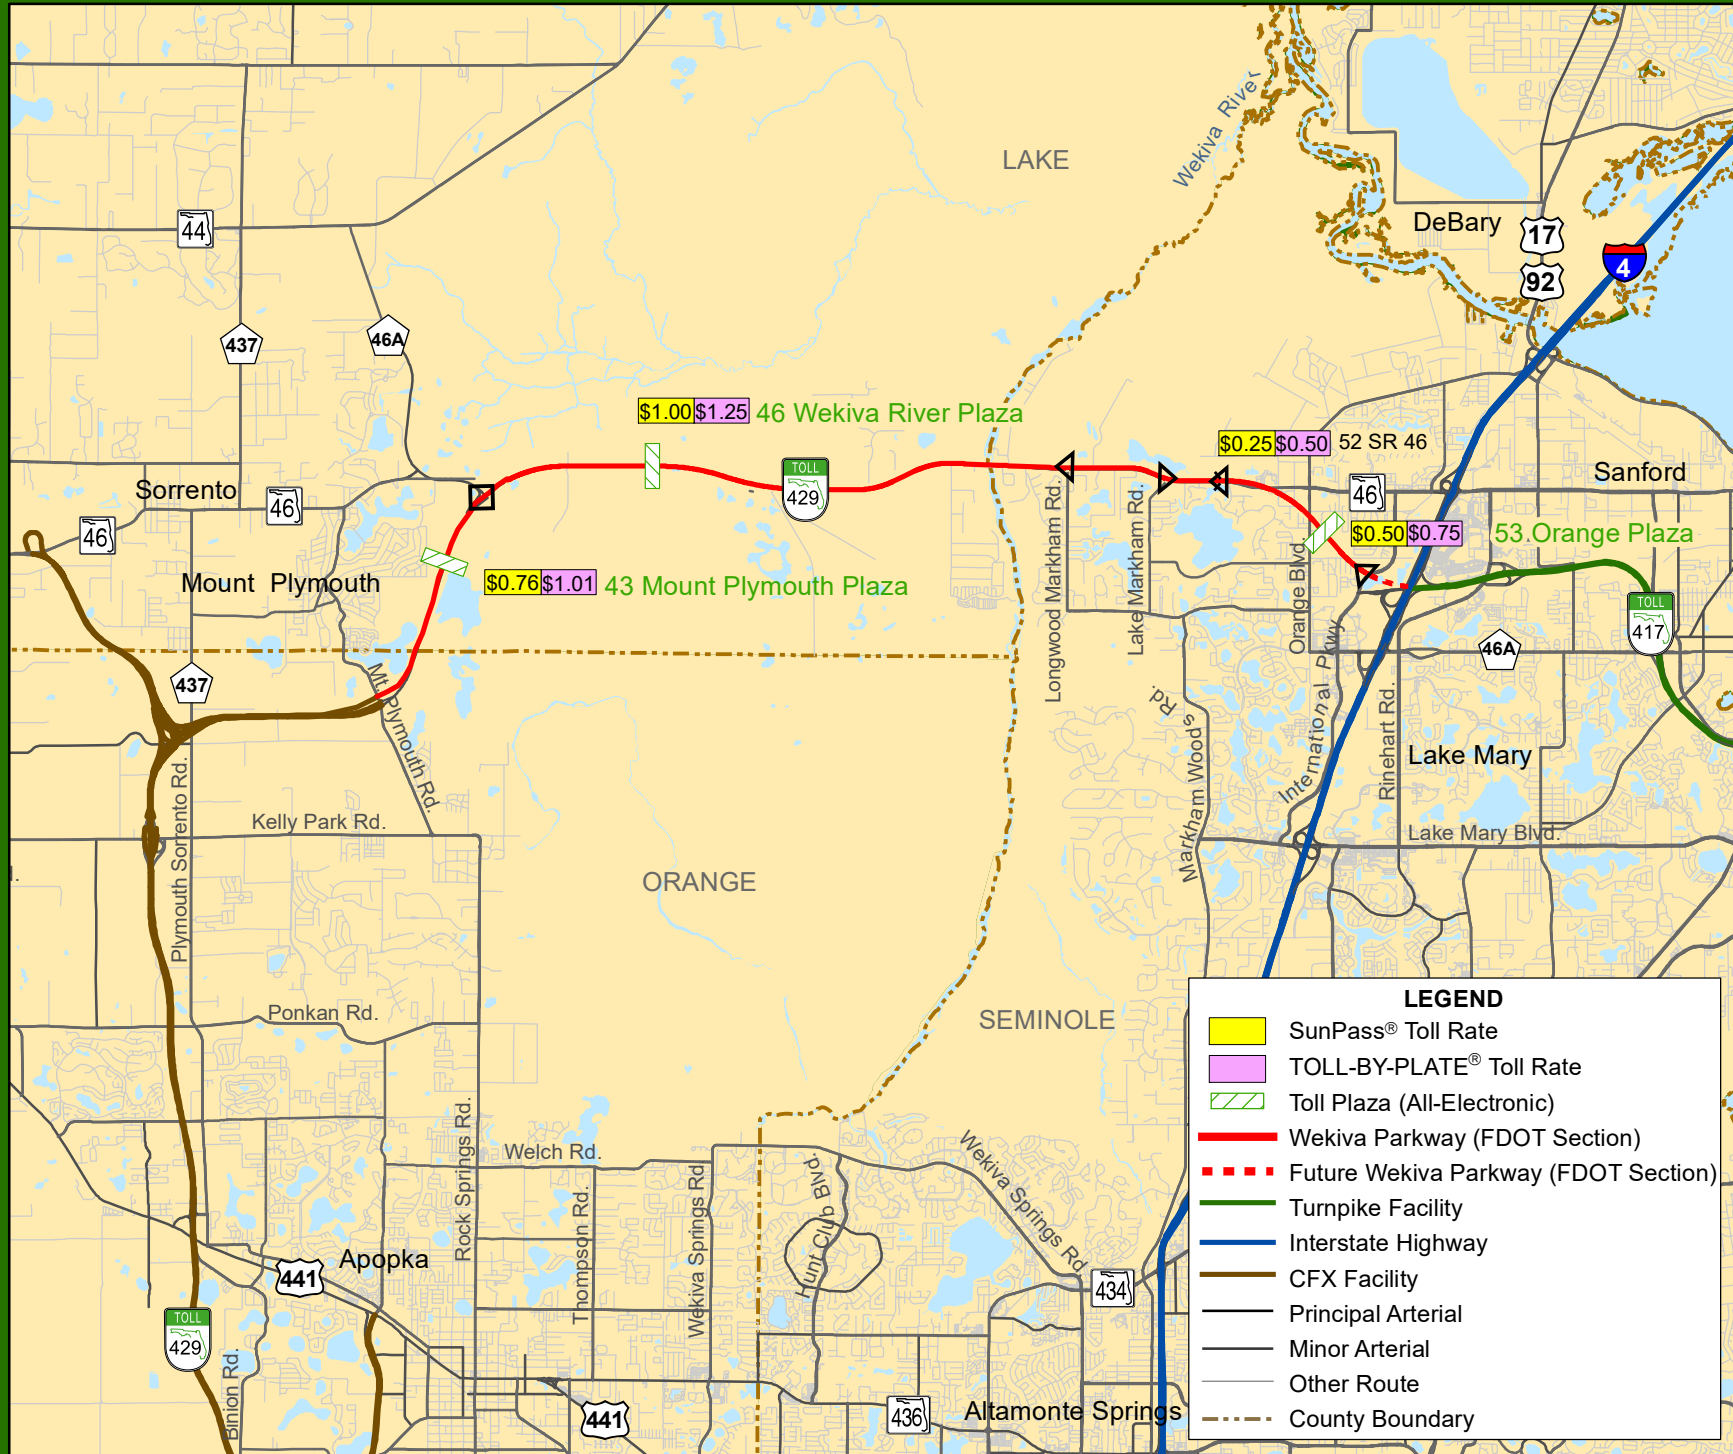 LAKE
Wekiva River
DeBary
17
92
4
44
437
46A
$1.00 $1.25 46 Wekiva River Plaza
TOLL
429
$0.25 $0.50 52 SR 46
46
Sanford
Sorrento
46
46
$0.50 $0.75 53.Orange Plaza
Mount Plymouth
$0.76 $1.01 43 Mount Plymouth Plaza
Longwood Markham Rd.
Lake Markham Rd.
Orange Blvd.
TOLL
417
46A
437
Mt. Plymouth Rd.
Markham Wood's Rd.
International Pkwy
Rinehart Rd.
Lake Mary
Plymouth Sorrento Rd.
Kelly Park Rd.
Lake Mary Blvd.
ORANGE
Ponkan Rd.
SEMINOLE
Rock Springs Rd.
Welch Rd.
Thompson Rd.
Wekiva Springs Rd
Hunt Club Blvd.
Wekiva Springs Rd
Apopka
441
434
TOLL
429
Binion Rd.
441
436
Altamonte Springs
LEGEND
SunPass® Toll Rate
TOLL-BY-PLATE® Toll Rate
Toll Plaza (All-Electronic)
Wekiva Parkway (FDOT Section)
Future Wekiva Parkway (FDOT Section)
Turnpike Facility
Interstate Highway
CFX Facility
Principal Arterial
Minor Arterial
Other Route
County Boundary